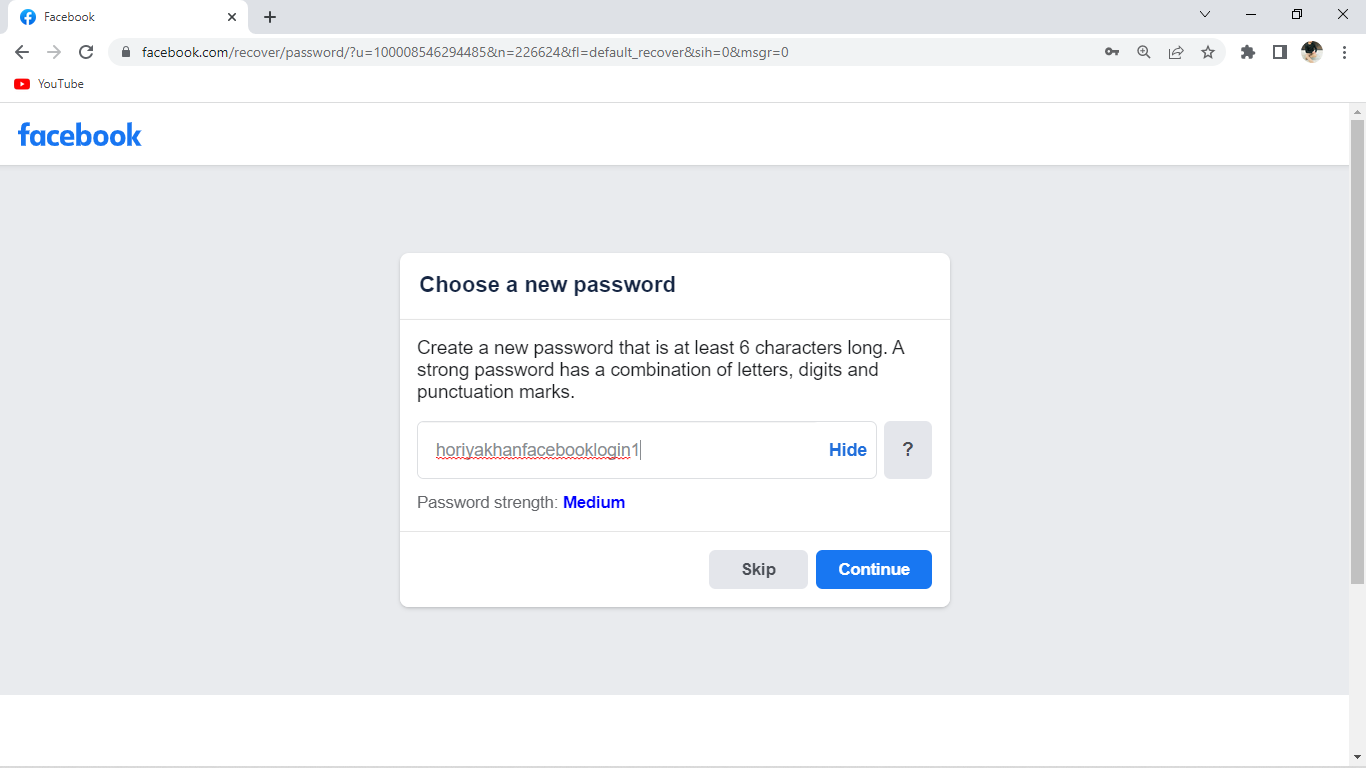 Facebook
facebook.com/recover/password/?u=100008546294485&n=226624&fl=default_recover&sih=0&msgr=0
YouTube
facebook
Choose a new password
Create a new password that is at least 6 characters long. A
strong password has a combination of letters, digits and
punctuation marks.
horiyakhanfacebooklogin1 Hide ?
Password strength: Medium
Skip Continue